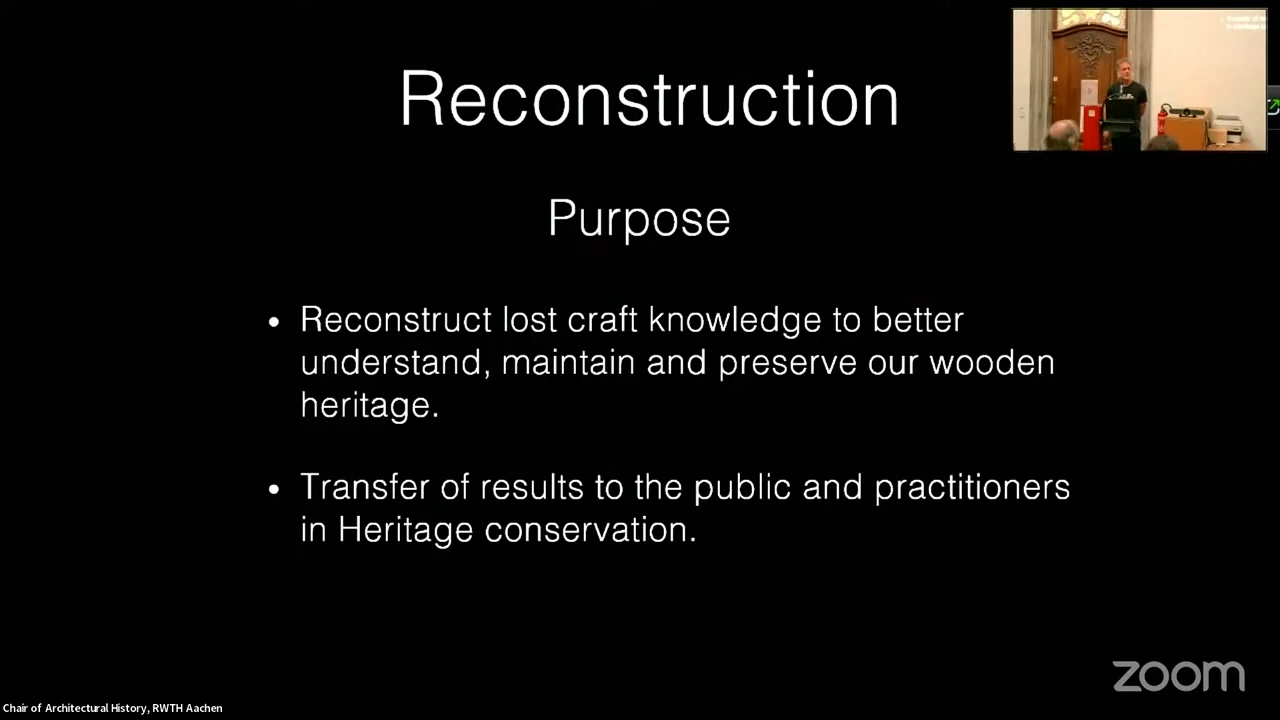 Reconstruction
Purpose
• Reconstruct lost craft knowledge to better
understand, maintain and preserve our wooden
heritage.
• Transfer of results to the public and practitioners
in Heritage conservation.
zoom
Chair of Architectural History, RWTH Aachen